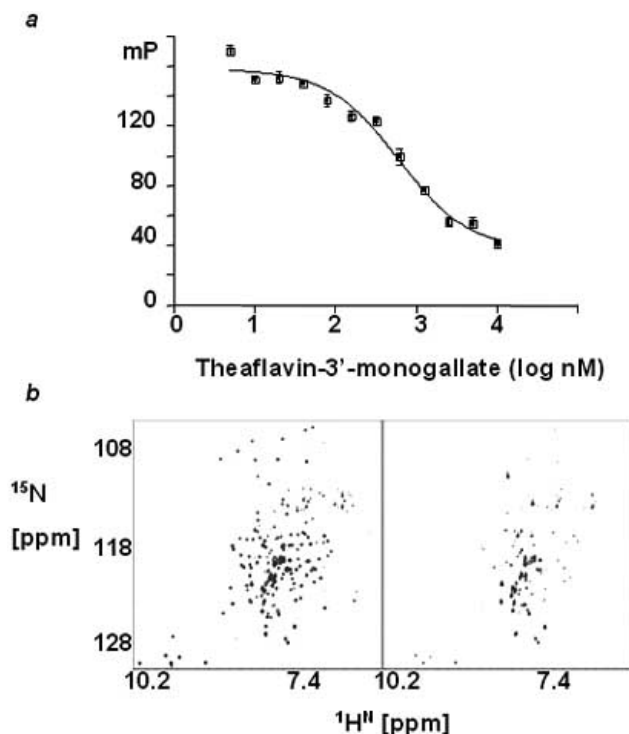 a
mP
120
80
40
0
0 1 2 3 4
Theaflavin-3’-monogallate (log nM)
b
108
¹⁵N
[ppm]
118
128
10.2 7.4 10.2 7.4
¹Hᴺ [ppm]